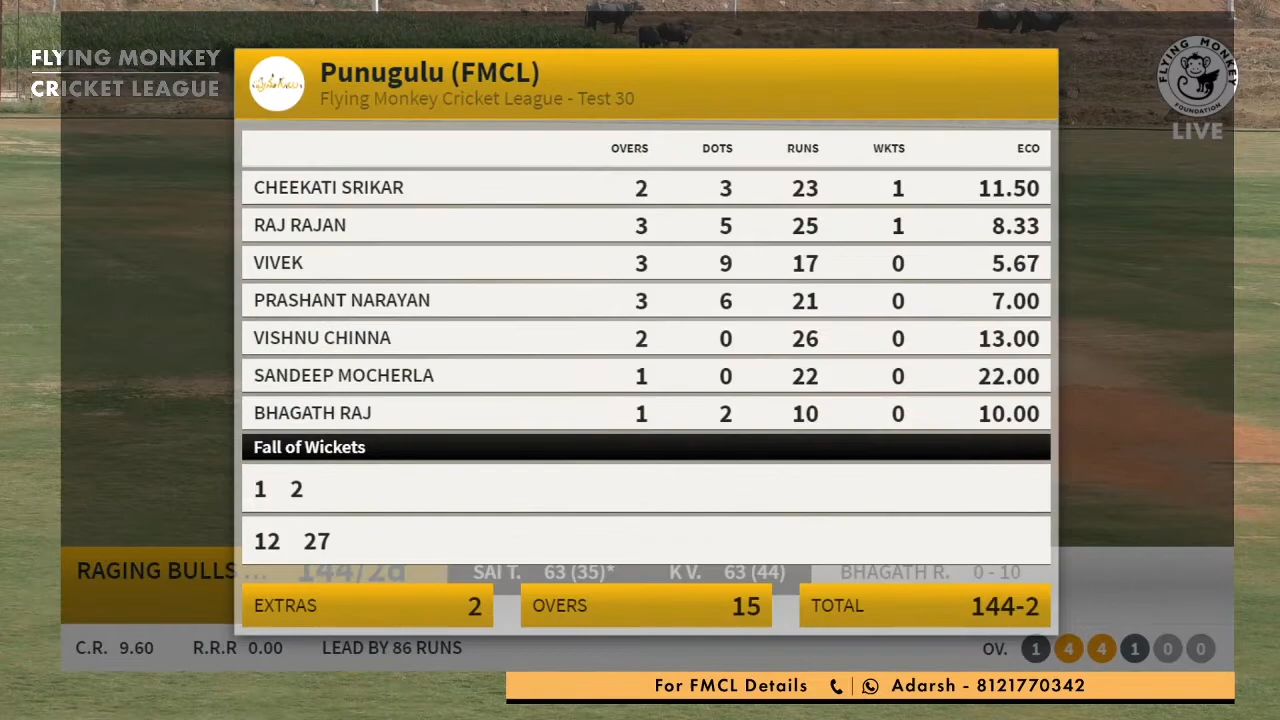 FLYING MONKEY
CRICKET LEAGUE
Punugulu (FMCL)
Flying Monkey Cricket League - Test 30
FLYING MONKEY
FOUNDATION
LIVE
OVERS DOTS RUNS WKTS ECO
CHEEKATI SRIKAR 2 3 23 1 11.50
RAJ RAJAN 3 5 25 1 8.33
VIVEK 3 9 17 0 5.67
PRASHANT NARAYAN 3 6 21 0 7.00
VISHNU CHINNA 2 0 26 0 13.00
SANDEEP MOCHERLA 1 0 22 0 22.00
BHAGATH RAJ 1 2 10 0 10.00
Fall of Wickets
1 2
12 27
RAGING BULLS ... 144/2d SAI T. 63 (35)* K V. 63 (44) BHAGATH R. 0 - 10
EXTRAS 2 OVERS 15 TOTAL 144-2
C.R. 9.60 R.R.R 0.00 LEAD BY 86 RUNS OV. 1 4 4 1 0 0
For FMCL Details Adarsh - 8121770342